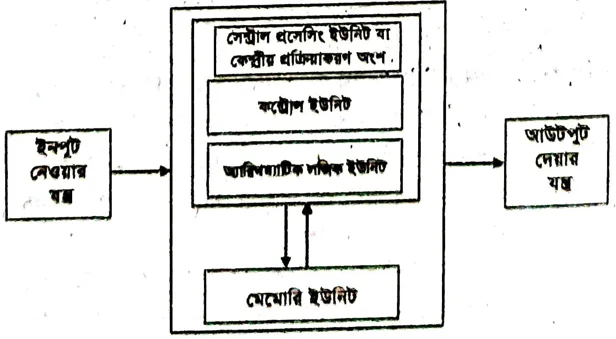 সেন্ট্রাল প্রসেসিং ইউনিট বা
কেন্দ্রীয় প্রক্রিয়াকরণ অংশ
কন্ট্রোল ইউনিট
অ্যারিথম্যাটিক লজিক ইউনিট
ইনপুট
নেওয়ার
যন্ত্র
আউটপুট
দেয়ার
যন্ত্র
মেমোরি ইউনিট